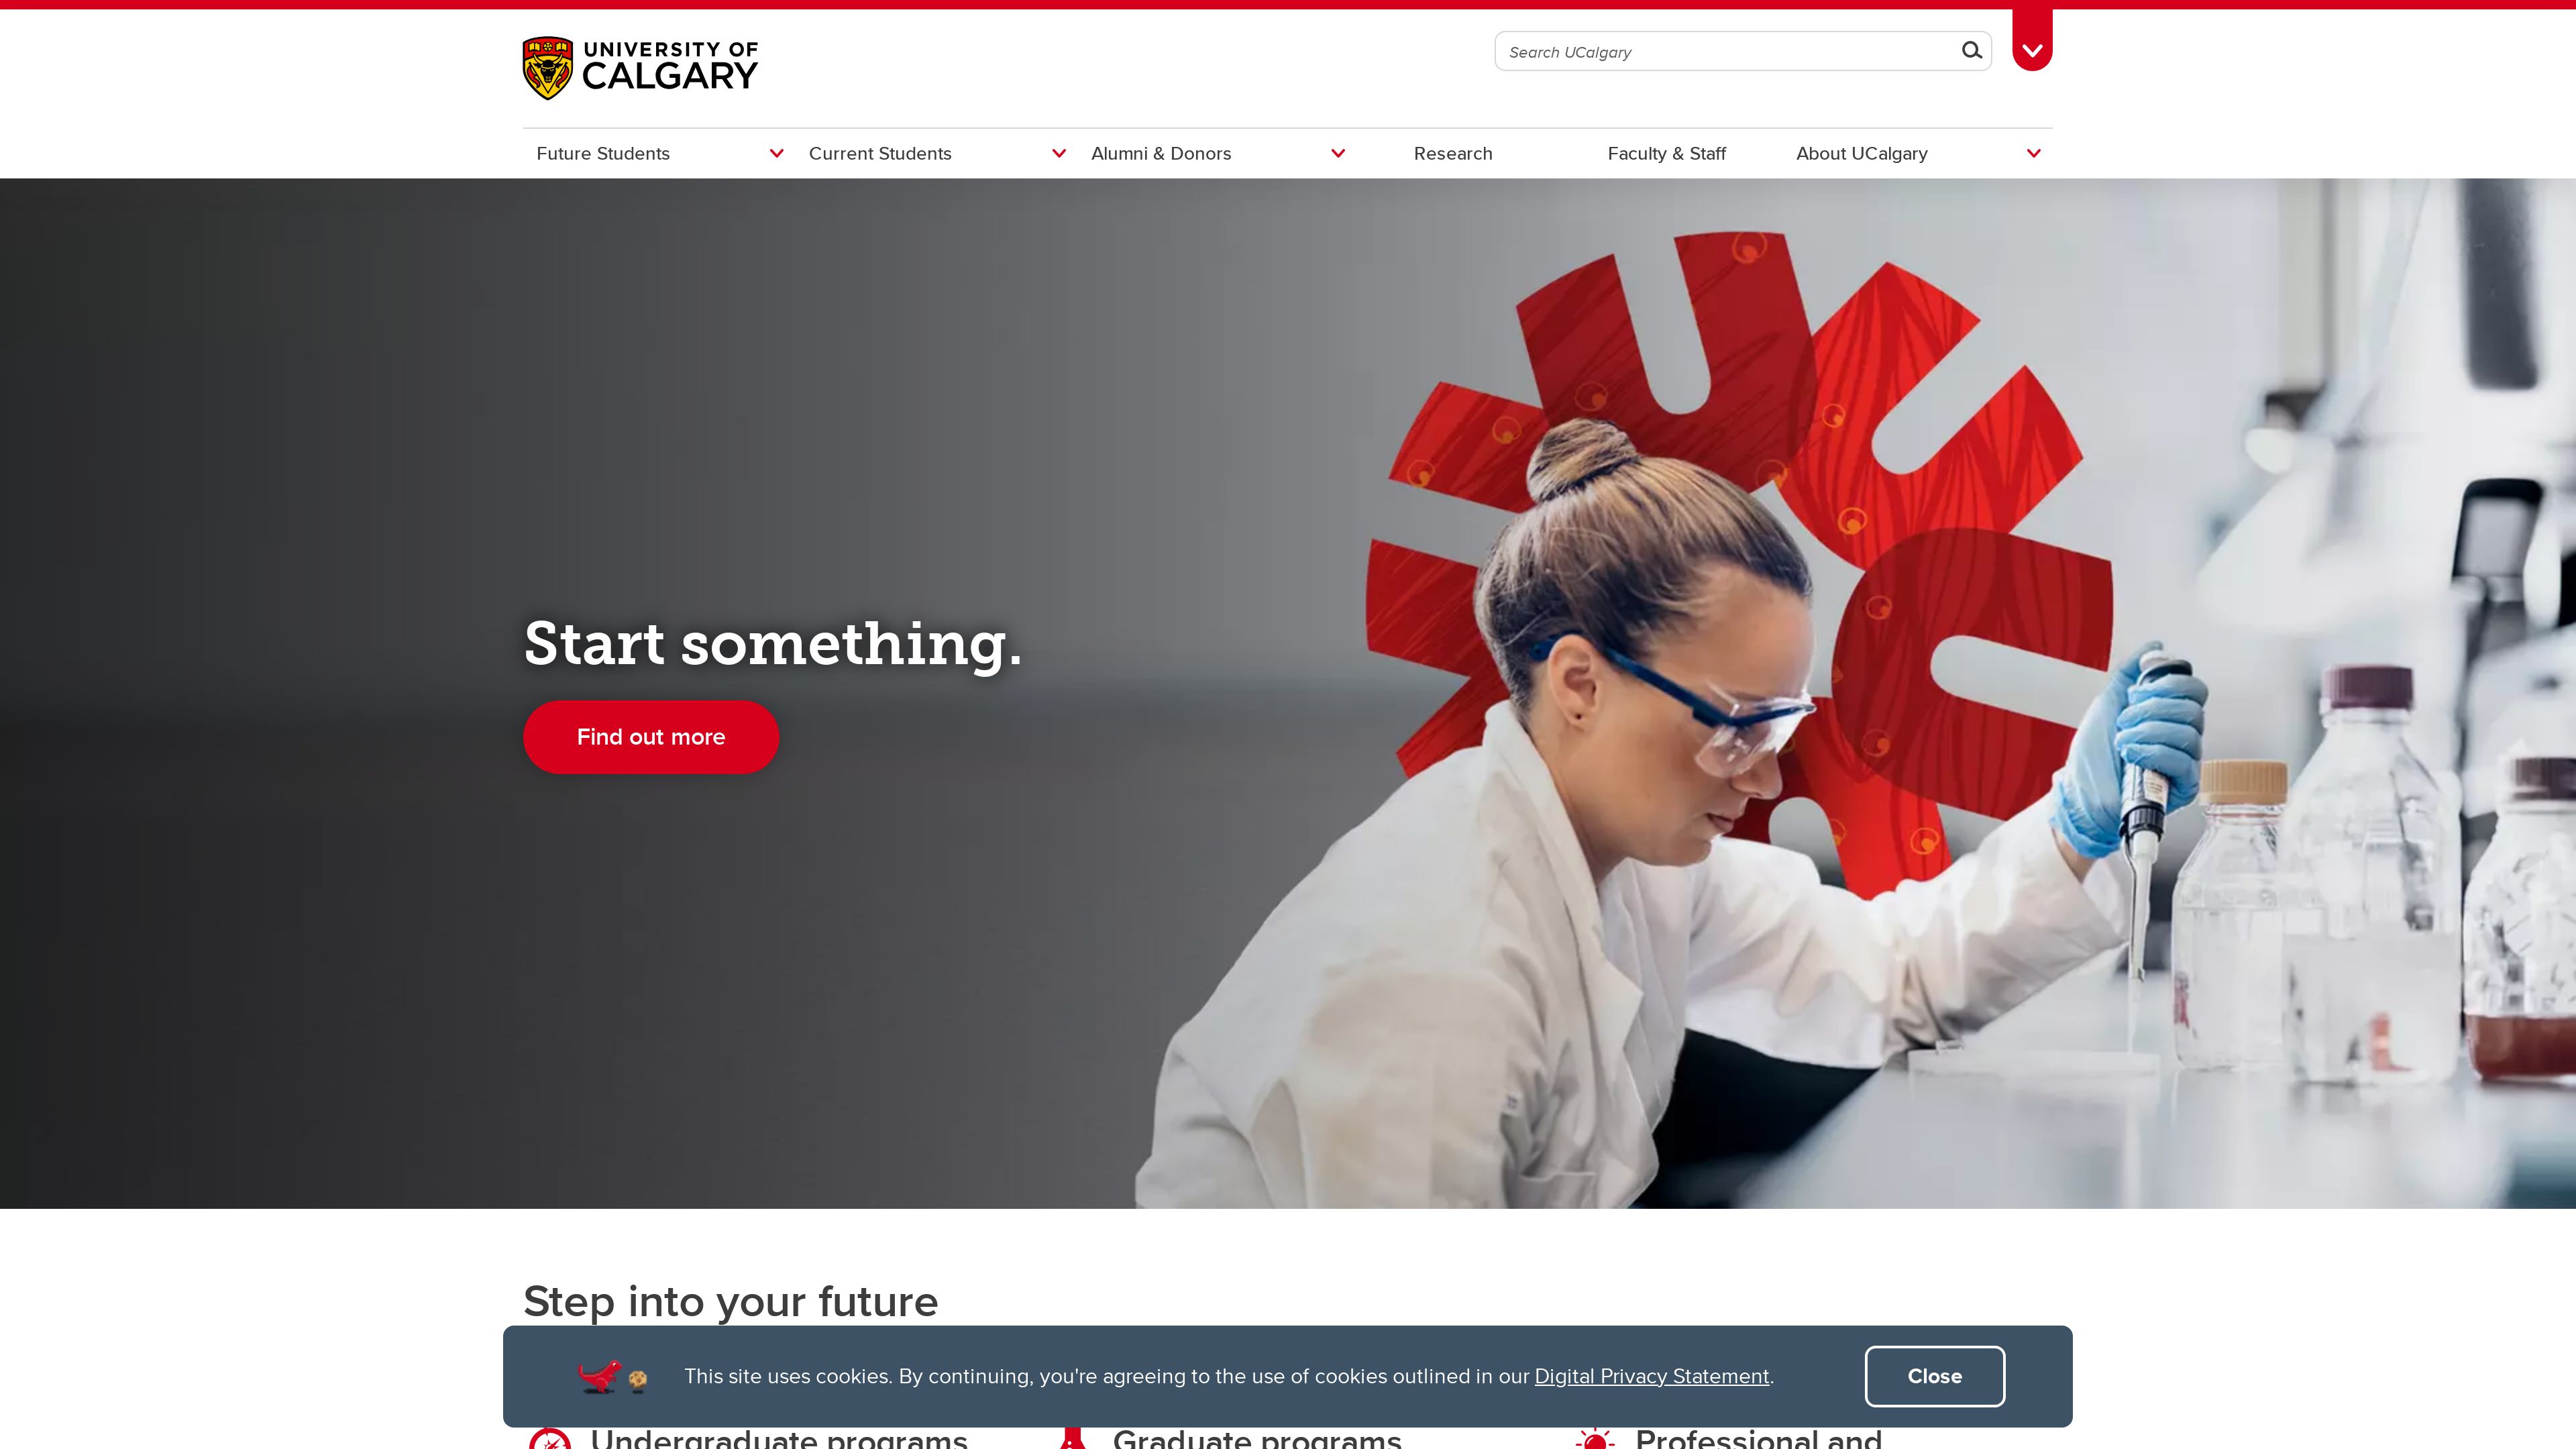 UNIVERSITY OF
CALGARY
Search UCalgary
Future Students
Current Students
Alumni & Donors
Research
Faculty & Staff
About UCalgary
Start something.
Find out more
Step into your future
This site uses cookies. By continuing, you're agreeing to the use of cookies outlined in our Digital Privacy Statement.
Close
Undergraduate programs
Graduate programs
Professional and